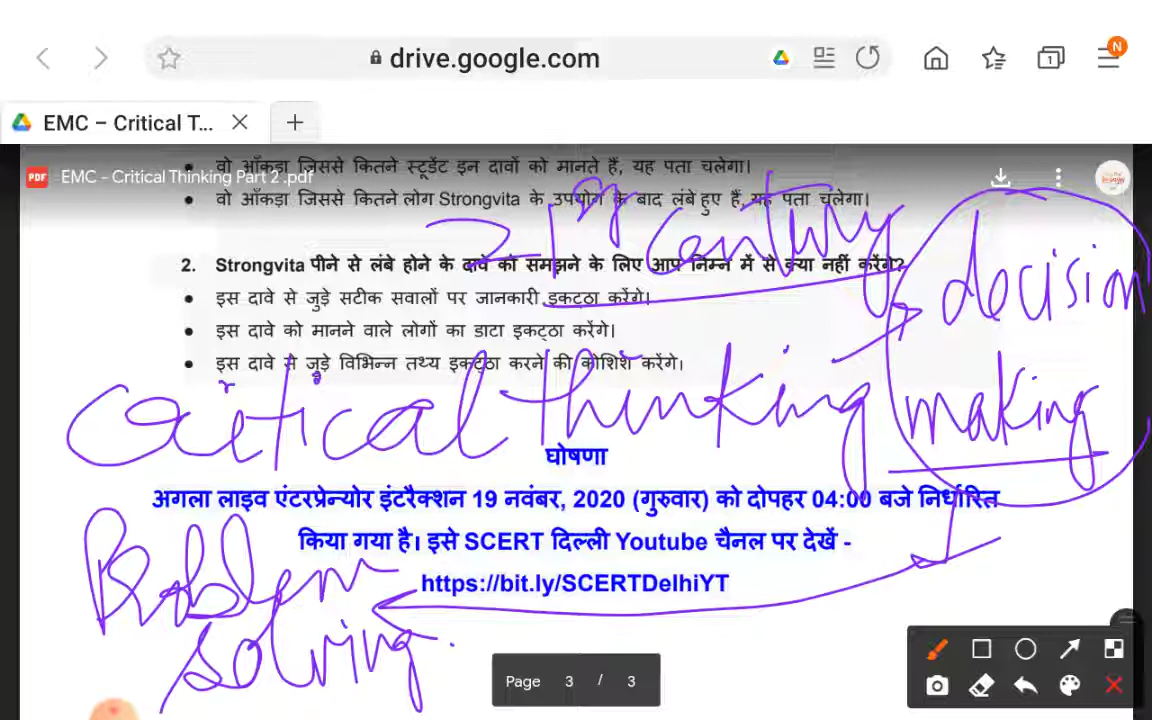 drive.google.com
1
N
EMC – Critical T...
वो आँकड़ा जिससे कितने स्टूडेंट इन दावों को मानते हैं, यह पता चलेगा।
PDF EMC - Critical Thinking Part 2 .pdf
वो आँकड़ा जिससे कितने लोग Strongvita के उपयोग के बाद लंबे हुए हैं, यह पता चलेगा।
21st century
2. Strongvita पीने से लंबे होने के दावे को समझने के लिए आप निम्न में से क्या नहीं करेंगे?
इस दावे से जुड़े सटीक सवालों पर जानकारी इकट्ठा करेंगे।
decision
इस दावे को मानने वाले लोगों का डाटा इकट्ठा करेंगे।
इस दावे से जुड़े विभिन्न तथ्य इकट्ठा करने की कोशिश करेंगे।
Critical thinking making
घोषणा
अगला लाइव एंटरप्रेन्योर इंटरैक्शन 19 नवंबर, 2020 (गुरुवार) को दोपहर 04:00 बजे निर्धारित
किया गया है। इसे SCERT दिल्ली Youtube चैनल पर देखें -
Problem
https://bit.ly/SCERTDelhiYT
solving
Page 3 / 3